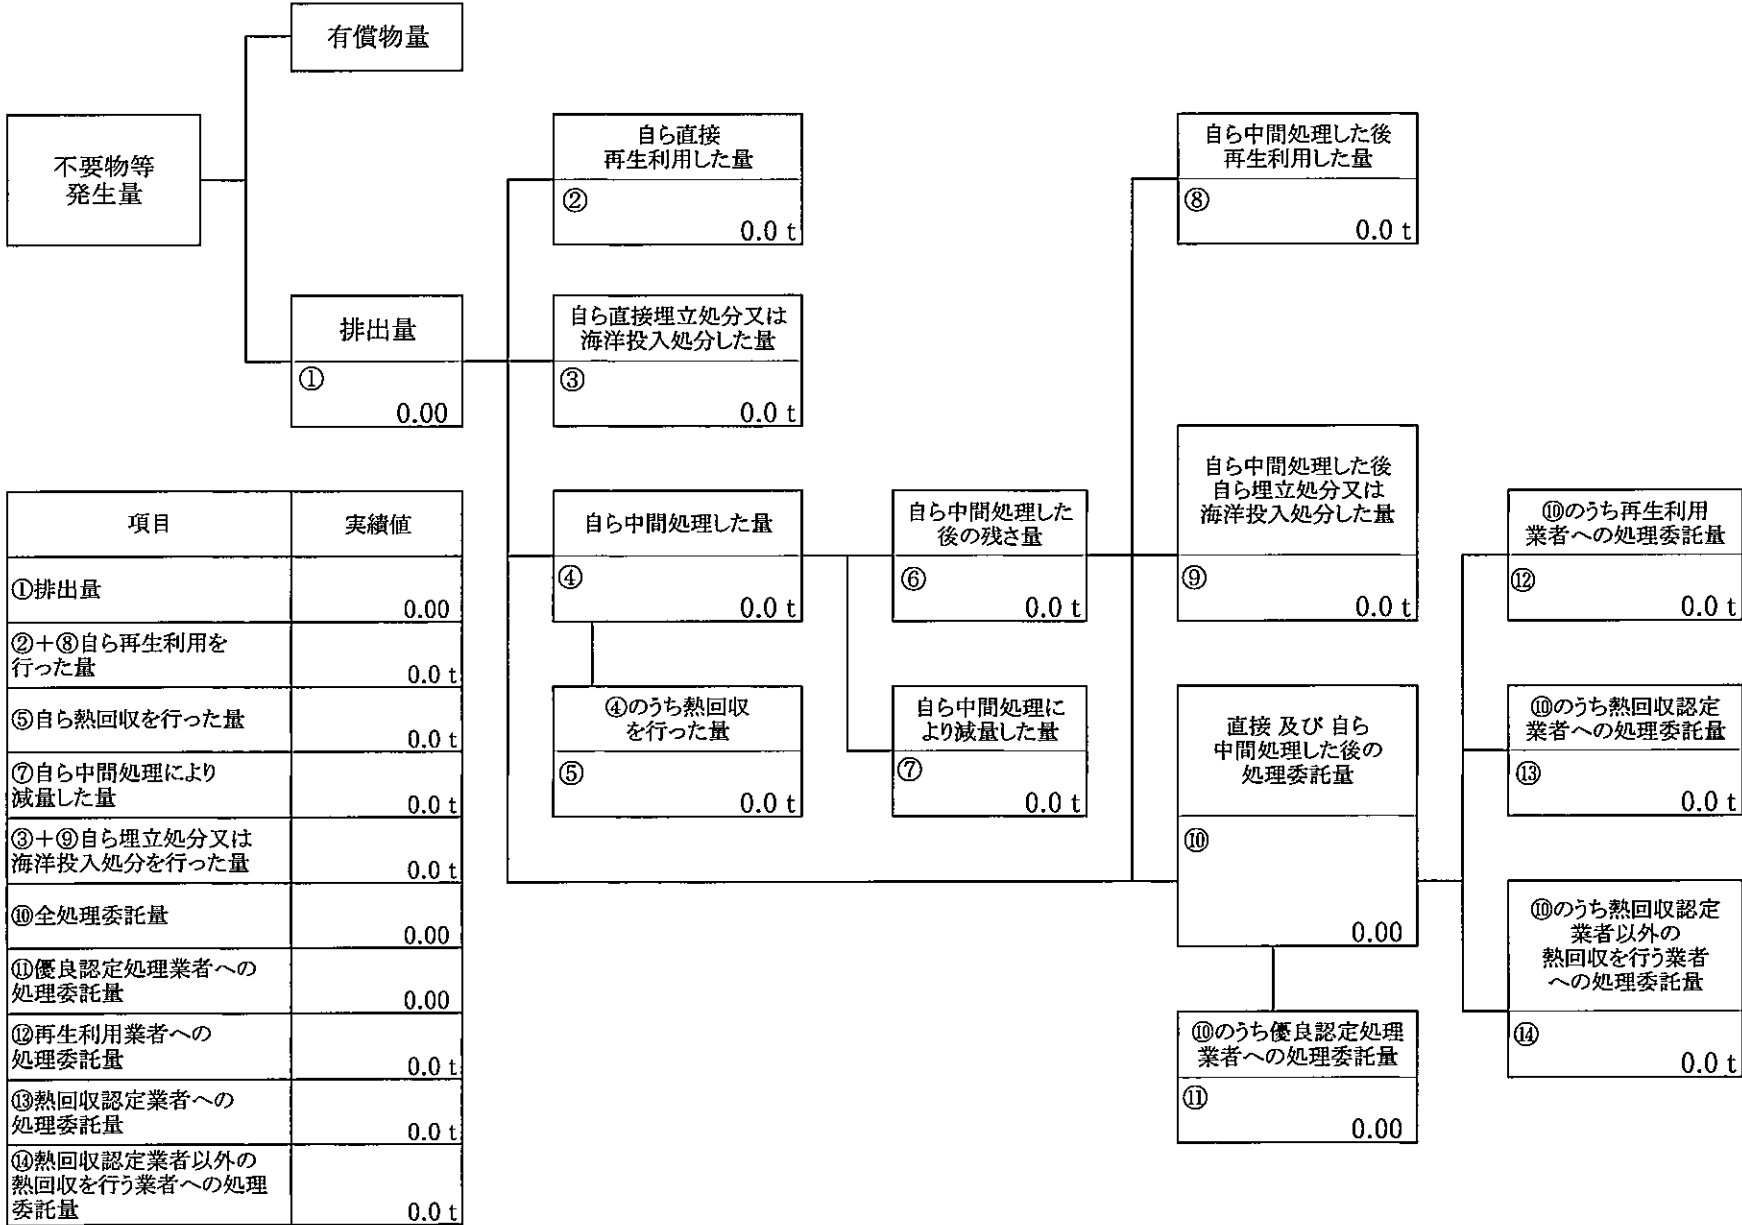 有償物量
不要物等
発生量
排出量
①
0.00
自ら直接
再生利用した量
②
0.0 t
自ら直接埋立処分又は
海洋投入処分した量
③
0.0 t
自ら中間処理した量
④
0.0 t
④のうち熱回収
を行った量
⑤
0.0 t
自ら中間処理した
後の残さ量
⑥
0.0 t
自ら中間処理に
より減量した量
⑦
0.0 t
自ら中間処理した後
再生利用した量
⑧
0.0 t
自ら中間処理した後
自ら埋立処分又は
海洋投入処分した量
⑨
0.0 t
直接 及び 自ら
中間処理した後の
処理委託量
⑩
0.00
⑩のうち優良認定処理
業者への処理委託量
⑪
0.00
⑩のうち再生利用
業者への処理委託量
⑫
0.0 t
⑩のうち熱回収認定
業者への処理委託量
⑬
0.0 t
⑩のうち熱回収認定
業者以外の
熱回収を行う業者
への処理委託量
⑭
0.0 t
項目 実績値
①排出量
0.00
②+⑧自ら再生利用を
行った量
0.0 t
⑤自ら熱回収を行った量
0.0 t
⑦自ら中間処理により
減量した量
0.0 t
③+⑨自ら埋立処分又は
海洋投入処分を行った量
0.0 t
⑩全処理委託量
0.00
⑪優良認定処理業者への
処理委託量
0.00
⑫再生利用業者への
処理委託量
0.0 t
⑬熱回収認定業者への
処理委託量
0.0 t
⑭熱回収認定業者以外の
熱回収を行う業者への処理
委託量
0.0 t